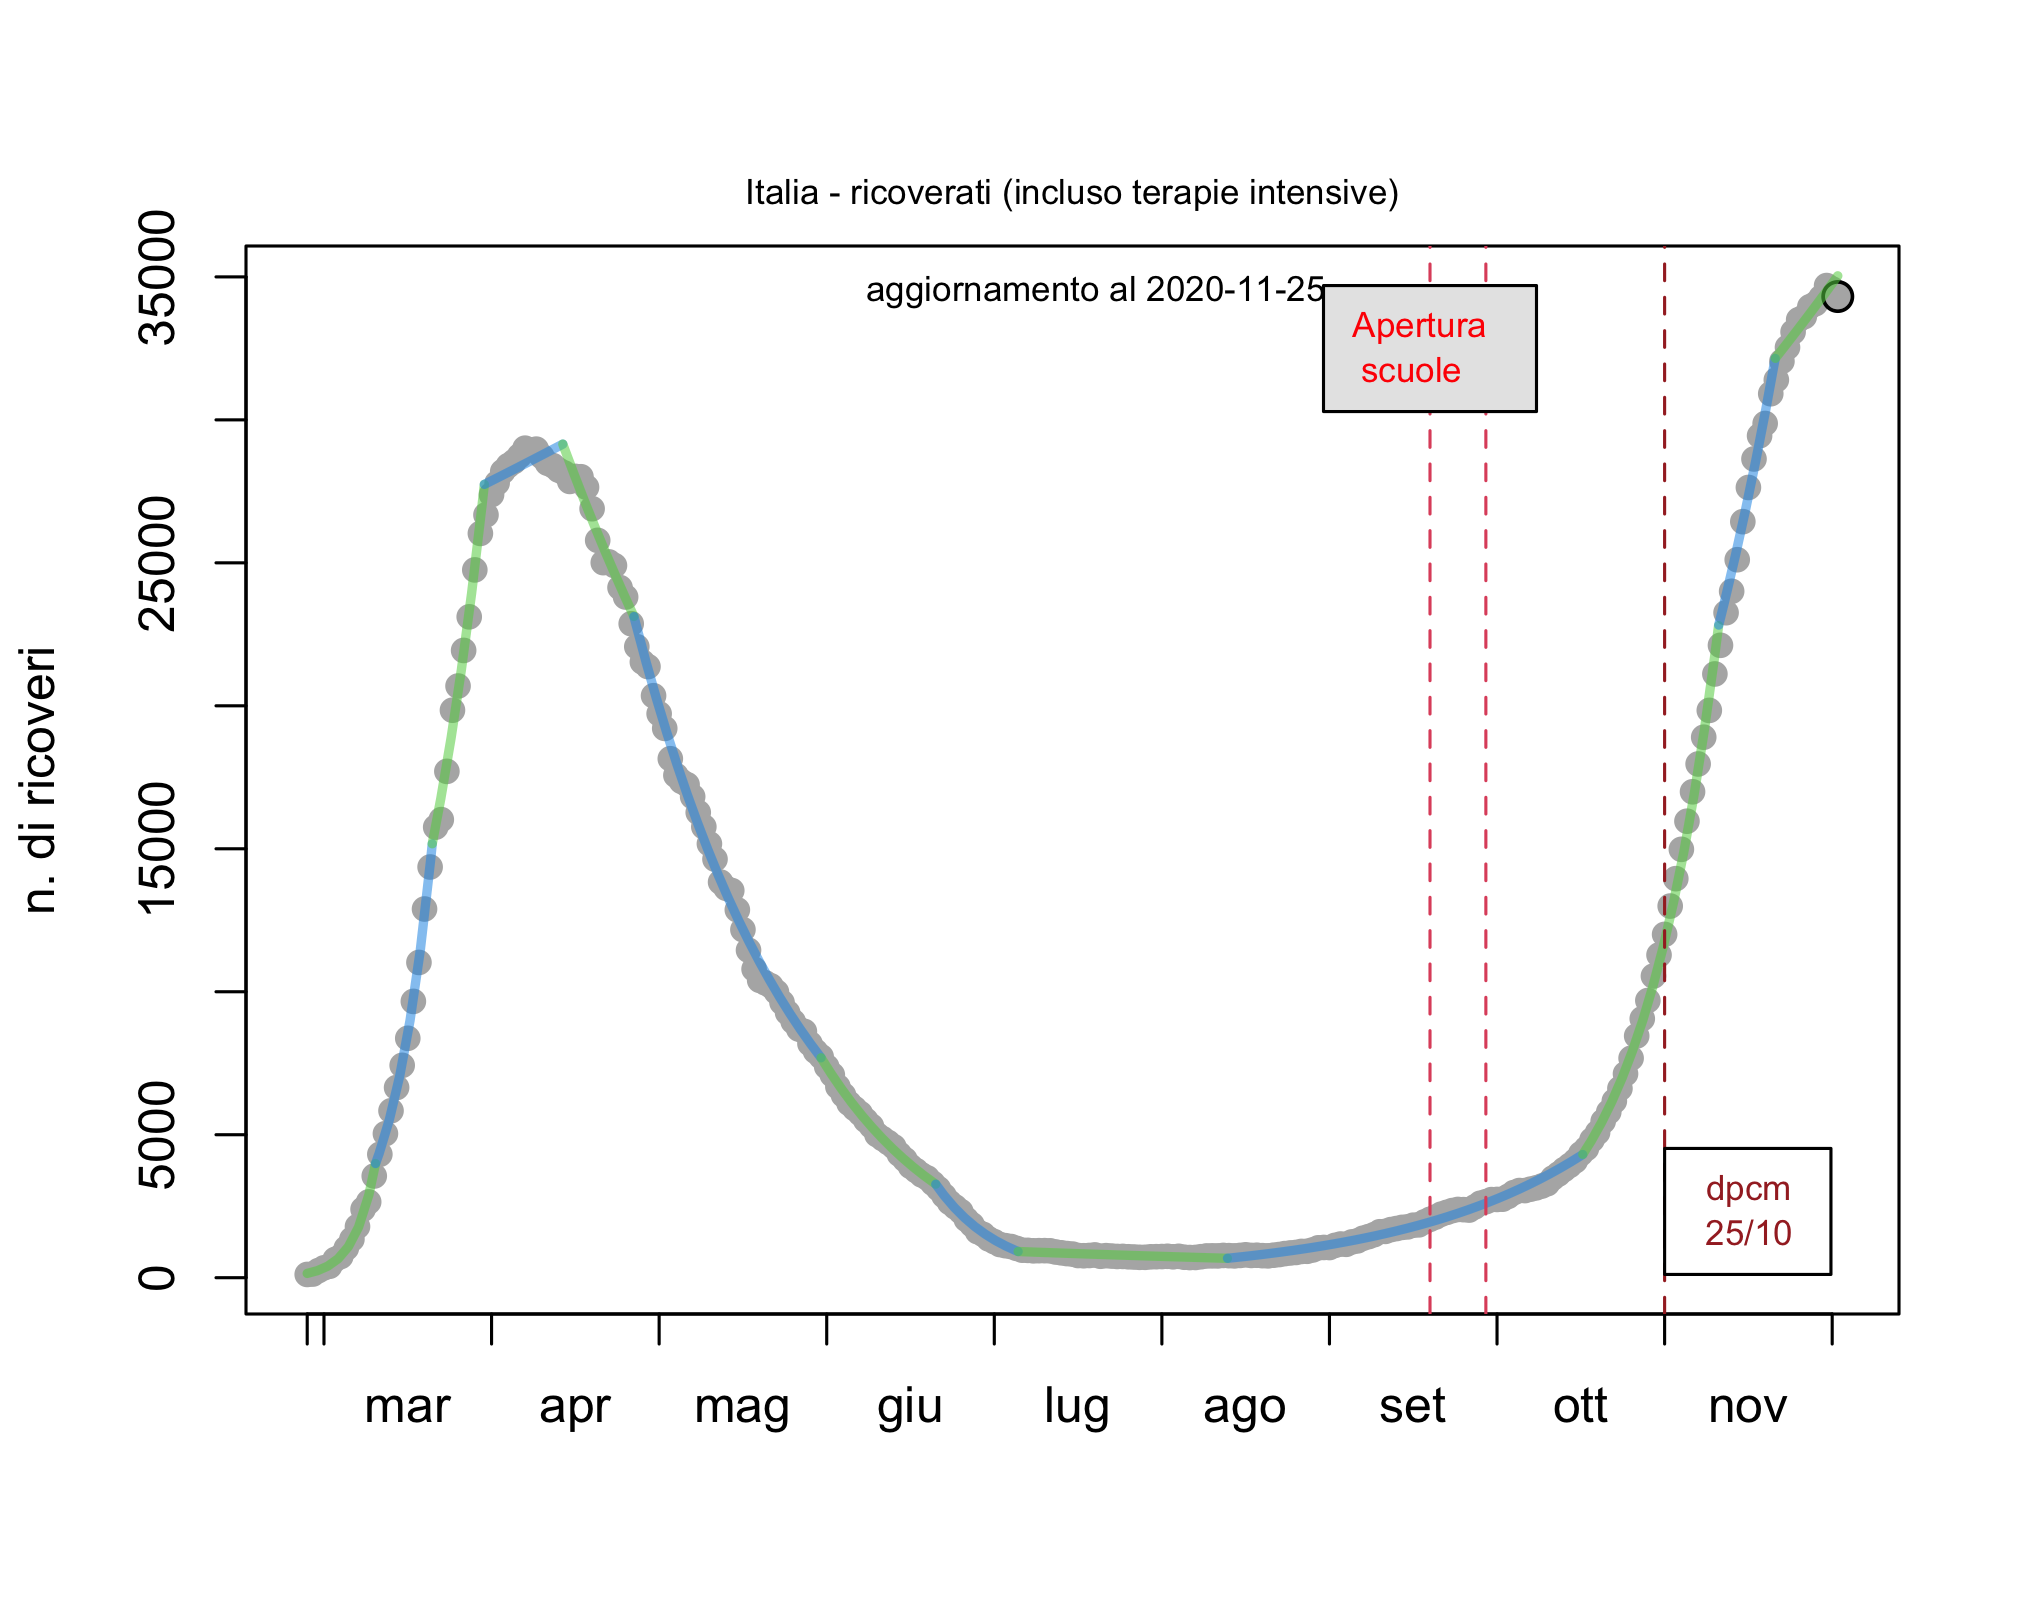 Italia - ricoverati (incluso terapie intensive)
aggiornamento al 2020-11-25
Apertura
scuole
dpcm
25/10
n. di ricoveri
35000
25000
15000
5000
0
mar apr mag giu lug ago set ott nov